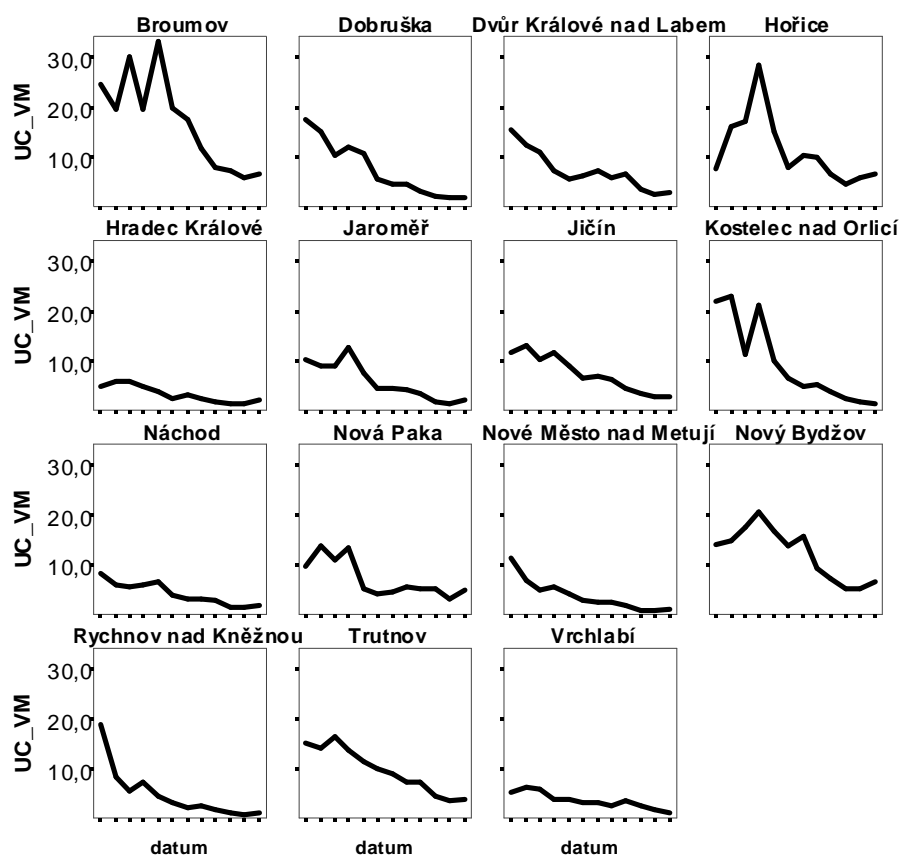 Broumov Dobruška Dvůr Králové nad Labem Hořice
UC_VM
30,0
20,0
10,0
Hradec Králové Jaroměř Jičín Kostelec nad Orlicí
UC_VM
30,0
20,0
10,0
Náchod Nová Paka Nové Město nad Metují Nový Bydžov
UC_VM
30,0
20,0
10,0
Rychnov nad Kněžnou Trutnov Vrchlabí
UC_VM
30,0
20,0
10,0
datum datum datum